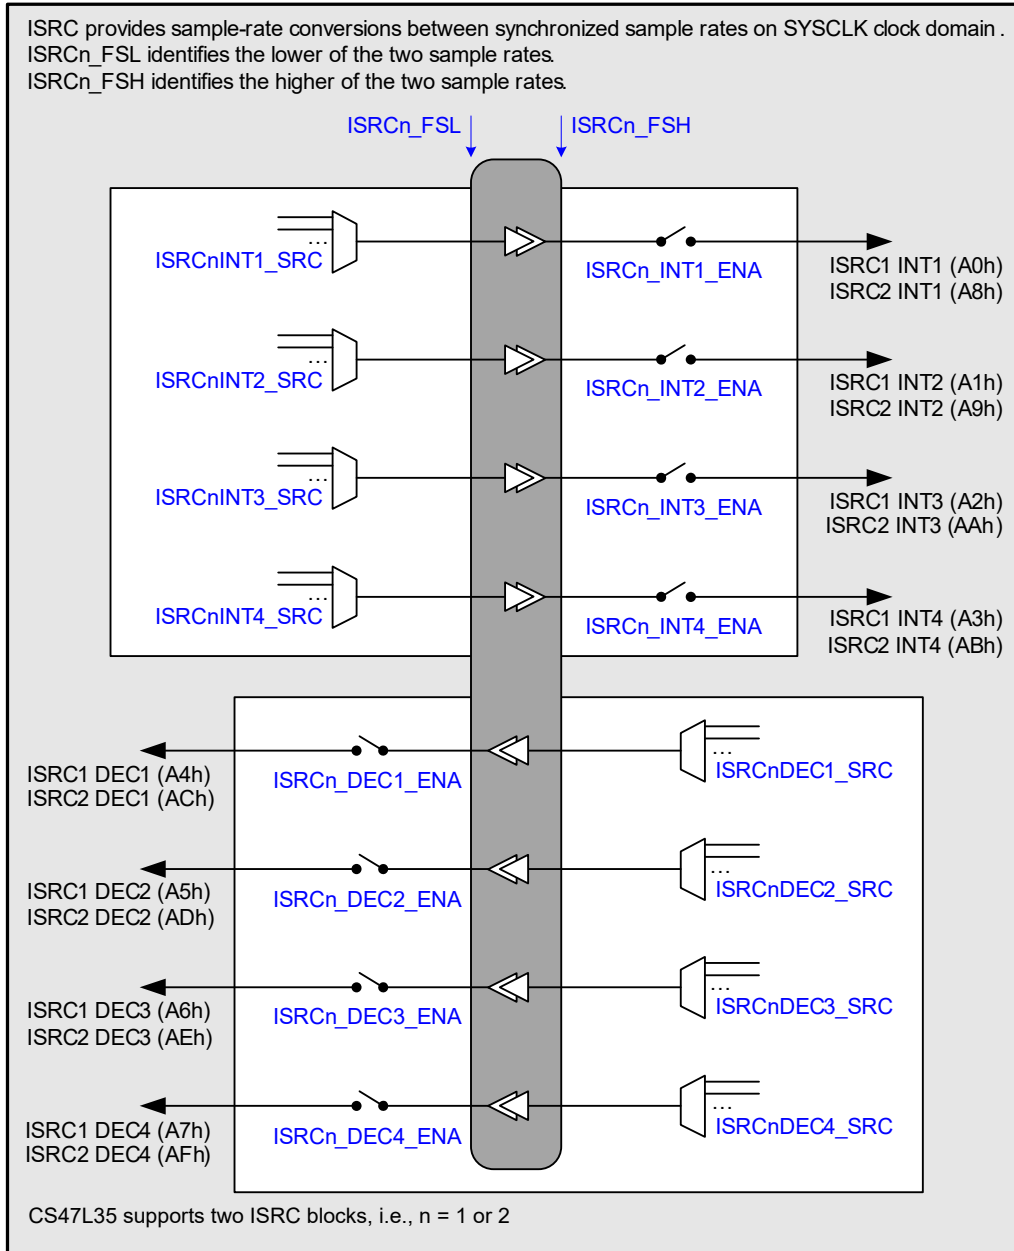 ISRC provides sample-rate conversions between synchronized sample rates on SYSCLK clock domain.
ISRCn_FSL identifies the lower of the two sample rates.
ISRCn_FSH identifies the higher of the two sample rates.
ISRCn_FSL
ISRCn_FSH
...
ISRCnINT1_SRC
ISRCn_INT1_ENA
ISRC1 INT1 (A0h)
ISRC2 INT1 (A8h)
...
ISRCnINT2_SRC
ISRCn_INT2_ENA
ISRC1 INT2 (A1h)
ISRC2 INT2 (A9h)
...
ISRCnINT3_SRC
ISRCn_INT3_ENA
ISRC1 INT3 (A2h)
ISRC2 INT3 (AAh)
...
ISRCnINT4_SRC
ISRCn_INT4_ENA
ISRC1 INT4 (A3h)
ISRC2 INT4 (ABh)
ISRC1 DEC1 (A4h)
ISRC2 DEC1 (ACh)
ISRCn_DEC1_ENA
...
ISRCnDEC1_SRC
ISRC1 DEC2 (A5h)
ISRC2 DEC2 (ADh)
ISRCn_DEC2_ENA
...
ISRCnDEC2_SRC
ISRC1 DEC3 (A6h)
ISRC2 DEC3 (AEh)
ISRCn_DEC3_ENA
...
ISRCnDEC3_SRC
ISRC1 DEC4 (A7h)
ISRC2 DEC4 (AFh)
ISRCn_DEC4_ENA
...
ISRCnDEC4_SRC
CS47L35 supports two ISRC blocks, i.e., n = 1 or 2